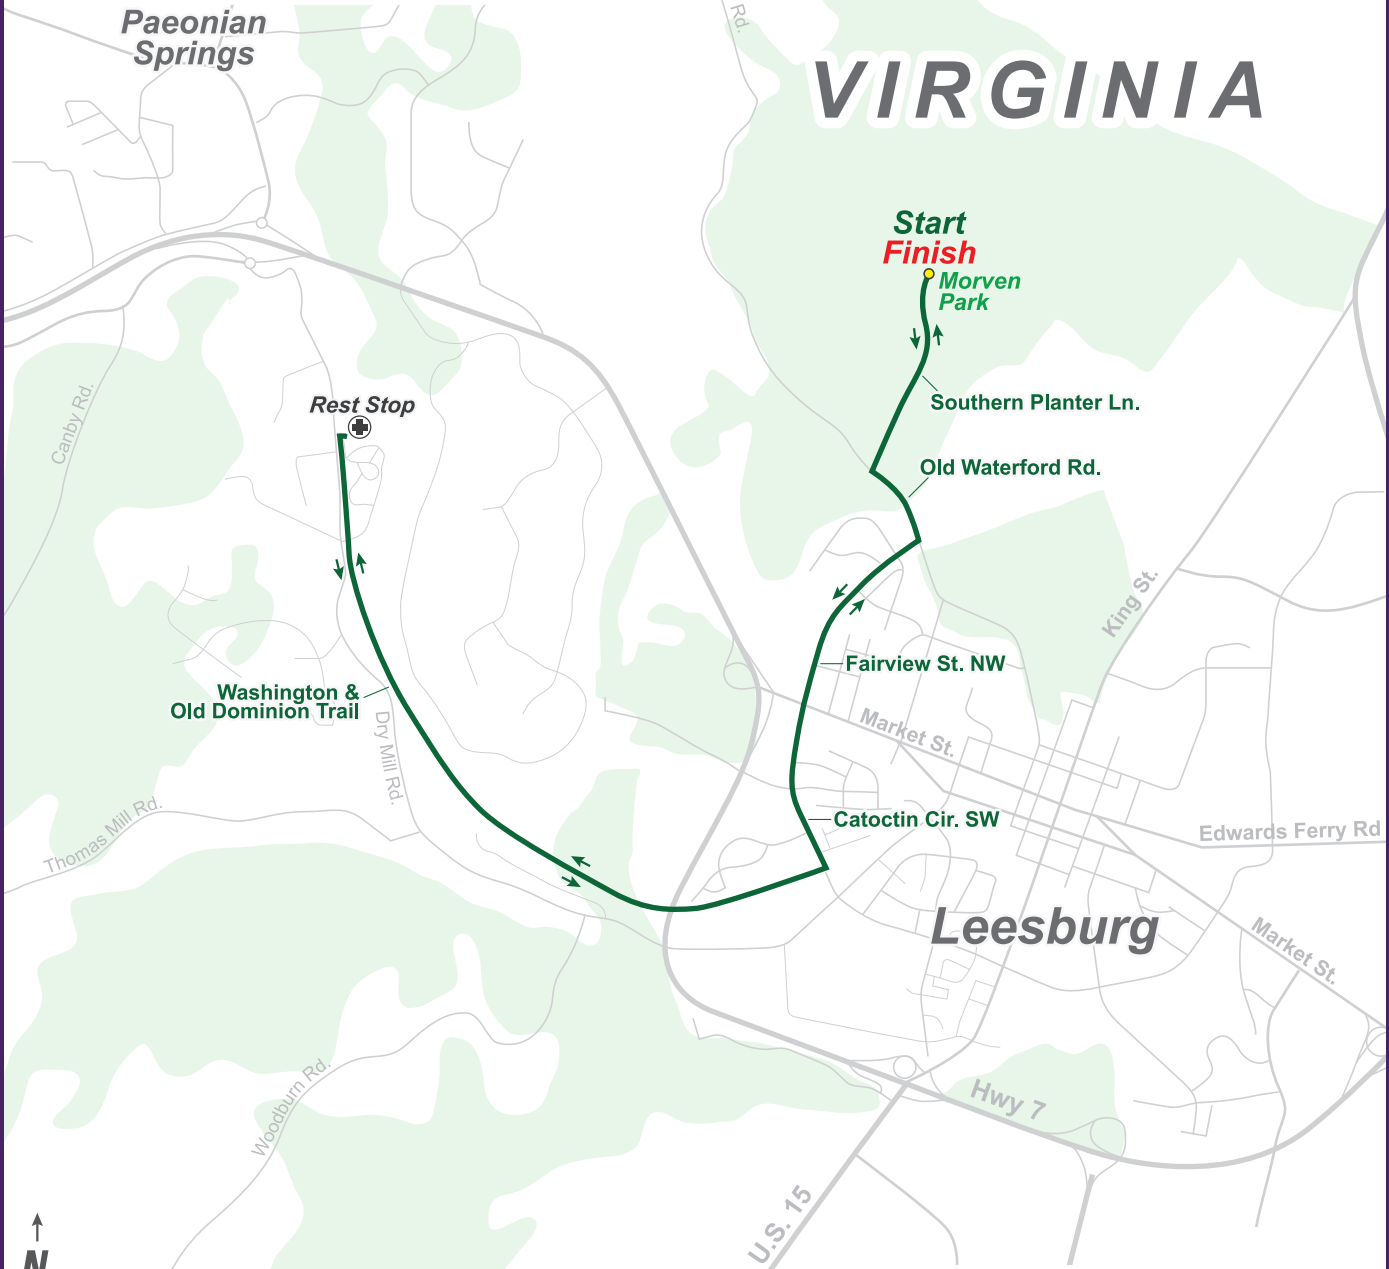 Paeonian
Springs
Rd.
VIRGINIA
Start
Finish
Morven
Park
Southern Planter Ln.
Canby Rd.
Rest Stop
Old Waterford Rd.
King St.
Fairview St. NW
Washington &
Old Dominion Trail
Dry Mill Rd.
Market St.
Thomas Mill Rd.
Catoctin Cir. SW
Edwards Ferry Rd
Leesburg
Market St.
Woodburn Rd.
Hwy 7
U.S. 15
N